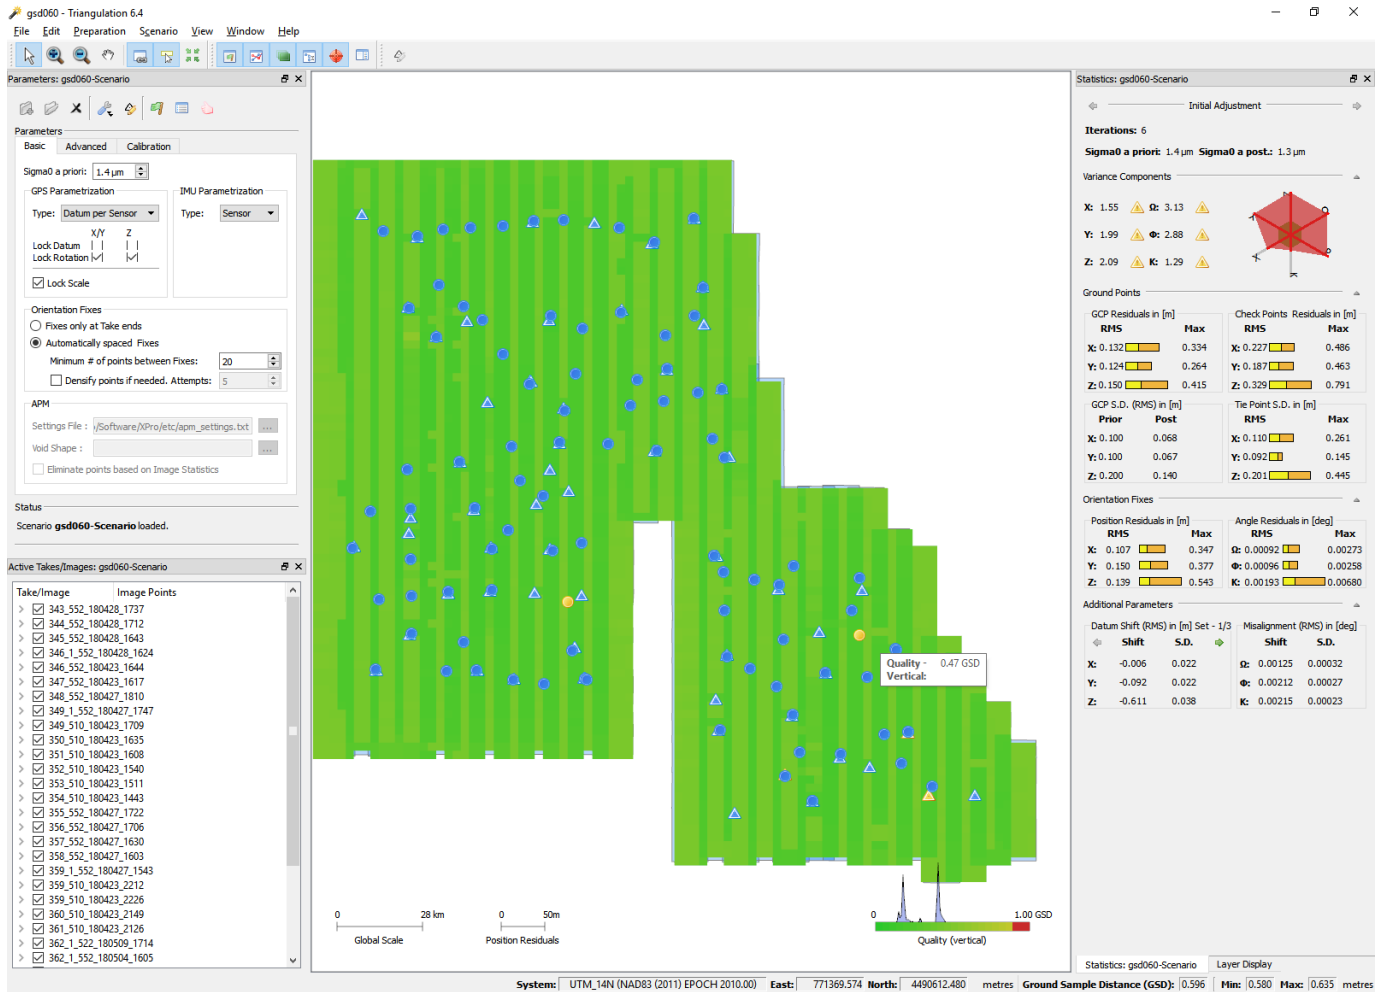 gsd060 - Triangulation 6.4
File Edit Preparation Scenario View Window Help
Parameters: gsd060-Scenario
Parameters
Basic Advanced Calibration
Sigma0 a priori: 1.4 µm
GPS Parametrization
Type: Datum per Sensor
X/Y Z
Lock Datum
Lock Rotation
Lock Scale
IMU Parametrization
Type: Sensor
Orientation Fixes
Fixes only at Take ends
Automatically spaced Fixes
Minimum # of points between Fixes: 20
Densify points if needed. Attempts: 5
APM
Settings File : ›/Software/XPro/etc/apm_settings.txt ...
Void Shape : ...
Eliminate points based on Image Statistics
Status
Scenario gsd060-Scenario loaded.
Active Takes/Images: gsd060-Scenario
Take/Image Image Points
343_552_180428_1737
344_552_180428_1712
345_552_180428_1643
346_1_552_180428_1624
346_552_180423_1644
347_552_180423_1617
348_552_180427_1810
349_1_552_180427_1747
349_510_180423_1709
350_510_180423_1635
351_510_180423_1608
352_510_180423_1540
353_510_180423_1511
354_510_180423_1443
355_552_180427_1722
356_552_180427_1706
357_552_180427_1630
358_552_180427_1603
359_1_552_180427_1543
359_510_180423_2212
359_510_180423_2226
360_510_180423_2149
361_510_180423_2126
362_1_522_180509_1714
362_1_552_180504_1605
Quality - Vertical: 0.47 GSD
0 28 km
Global Scale
0 50m
Position Residuals
0 1.00 GSD
Quality (vertical)
Statistics: gsd060-Scenario
Initial Adjustment
Iterations: 6
Sigma0 a priori: 1.4 µm Sigma0 a post.: 1.3 µm
Variance Components
X: 1.55 Ω: 3.13
Y: 1.99 Φ: 2.88
Z: 2.09 K: 1.29
Ground Points
GCP Residuals in [m]
RMS Max
X: 0.132 0.334
Y: 0.124 0.264
Z: 0.150 0.415
Check Points Residuals in [m]
RMS Max
X: 0.227 0.486
Y: 0.187 0.463
Z: 0.329 0.791
GCP S.D. (RMS) in [m]
Prior Post
X: 0.100 0.068
Y: 0.100 0.067
Z: 0.200 0.140
Tie Point S.D. in [m]
RMS Max
X: 0.110 0.261
Y: 0.092 0.145
Z: 0.201 0.445
Orientation Fixes
Position Residuals in [m]
RMS Max
X: 0.107 0.347
Y: 0.150 0.377
Z: 0.139 0.543
Angle Residuals in [deg]
RMS Max
Ω: 0.00092 0.00273
Φ: 0.00096 0.00258
K: 0.00193 0.00680
Additional Parameters
Datum Shift (RMS) in [m] Set - 1/3
Shift S.D.
X: -0.006 0.022
Y: -0.092 0.022
Z: -0.611 0.038
Misalignment (RMS) in [deg]
Shift S.D.
Ω: 0.00125 0.00032
Φ: 0.00212 0.00027
K: 0.00215 0.00023
Statistics: gsd060-Scenario Layer Display
System: UTM_14N (NAD83 (2011) EPOCH 2010.00) East: 771369.574 North: 4490612.480 metres Ground Sample Distance (GSD): 0.596 Min: 0.580 Max: 0.635 metres